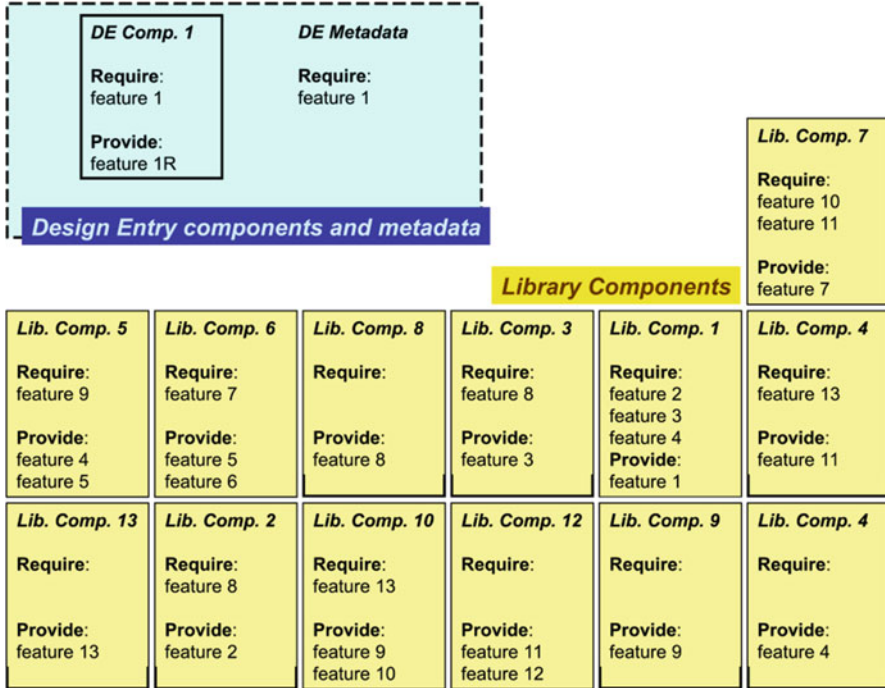 DE Comp. 1
Require:
feature 1
Provide:
feature 1R
DE Metadata
Require:
feature 1
Design Entry components and metadata
Library Components
Lib. Comp. 7
Require:
feature 10
feature 11
Provide:
feature 7
Lib. Comp. 5
Require:
feature 9
Provide:
feature 4
feature 5
Lib. Comp. 6
Require:
feature 7
Provide:
feature 5
feature 6
Lib. Comp. 8
Require:
Provide:
feature 8
Lib. Comp. 3
Require:
feature 8
Provide:
feature 3
Lib. Comp. 1
Require:
feature 2
feature 3
feature 4
Provide:
feature 1
Lib. Comp. 4
Require:
feature 13
Provide:
feature 11
Lib. Comp. 13
Require:
Provide:
feature 13
Lib. Comp. 2
Require:
feature 8
Provide:
feature 2
Lib. Comp. 10
Require:
feature 13
Provide:
feature 9
feature 10
Lib. Comp. 12
Require:
Provide:
feature 11
feature 12
Lib. Comp. 9
Require:
Provide:
feature 9
Lib. Comp. 4
Require:
Provide:
feature 4